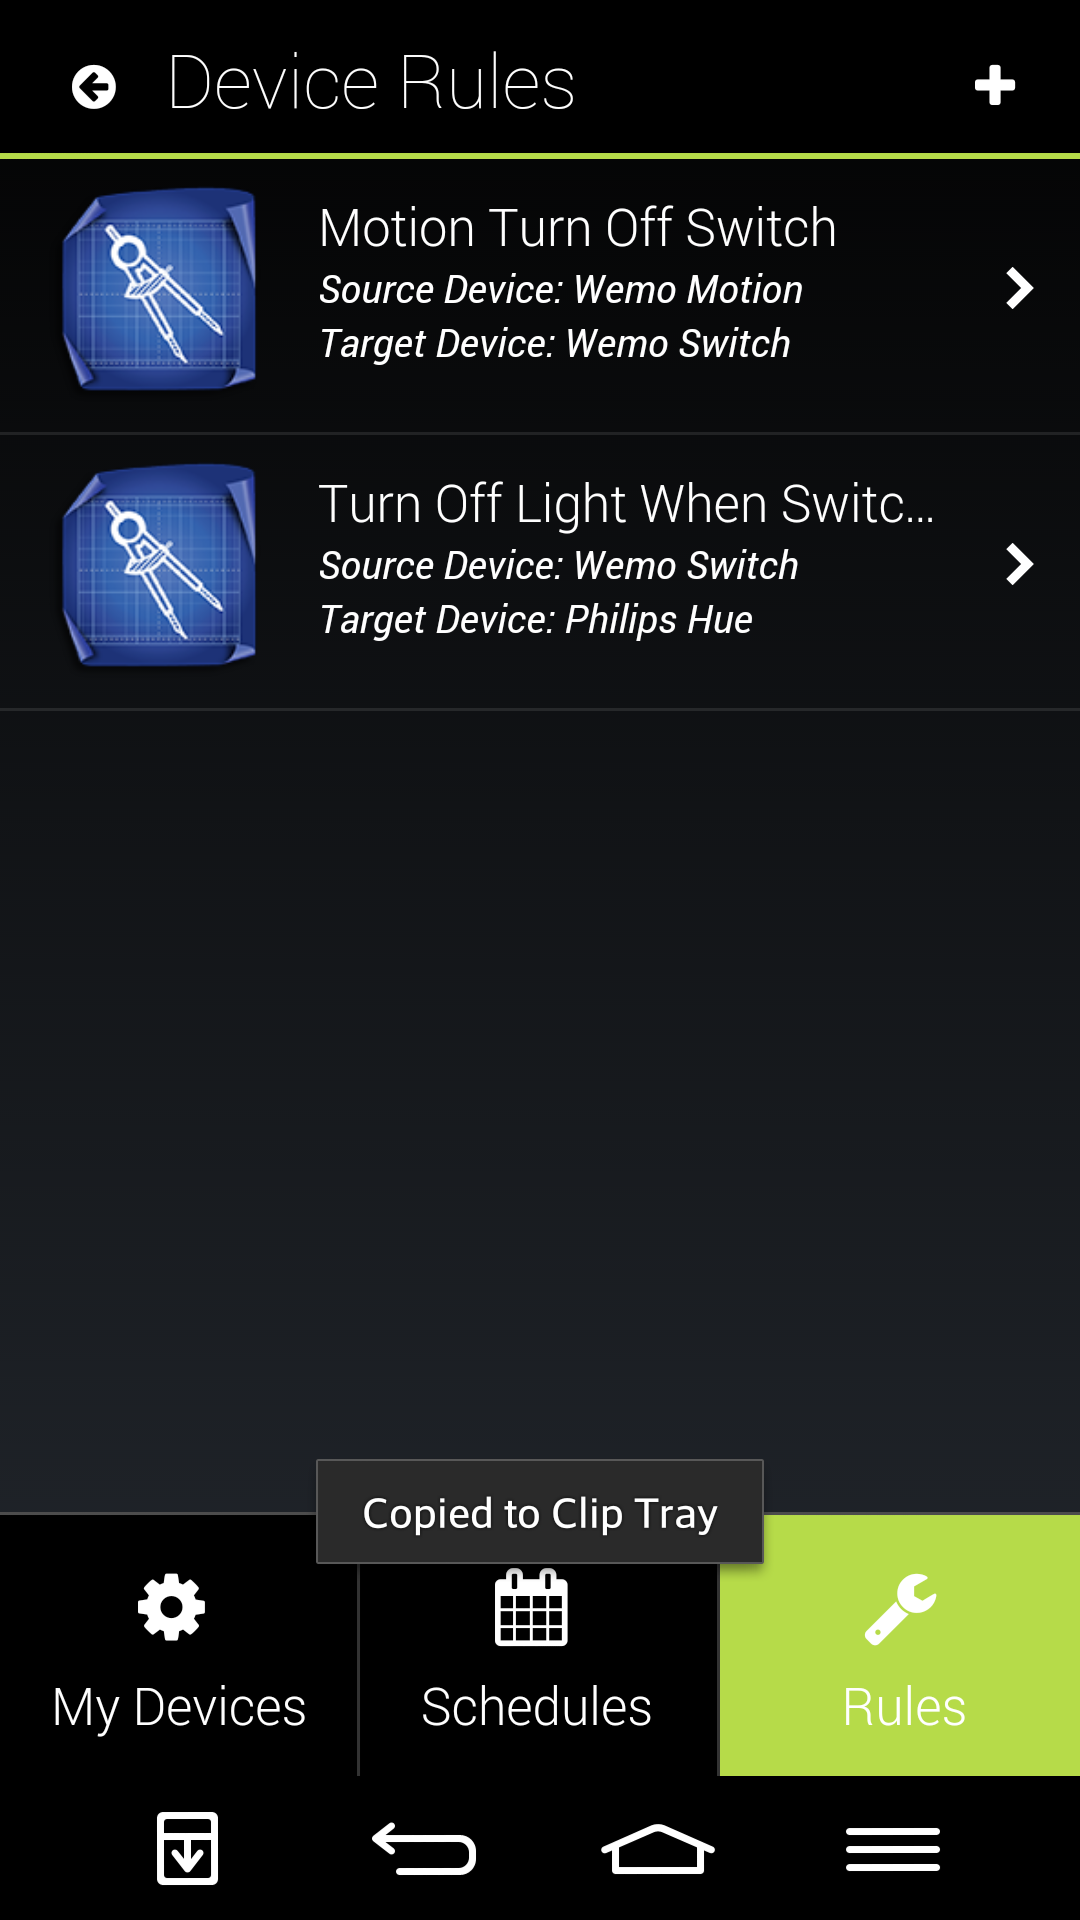 Device Rules
Motion Turn Off Switch
Source Device: Wemo Motion
Target Device: Wemo Switch
Turn Off Light When Switc...
Source Device: Wemo Switch
Target Device: Philips Hue
Copied to Clip Tray
My Devices
Schedules
Rules